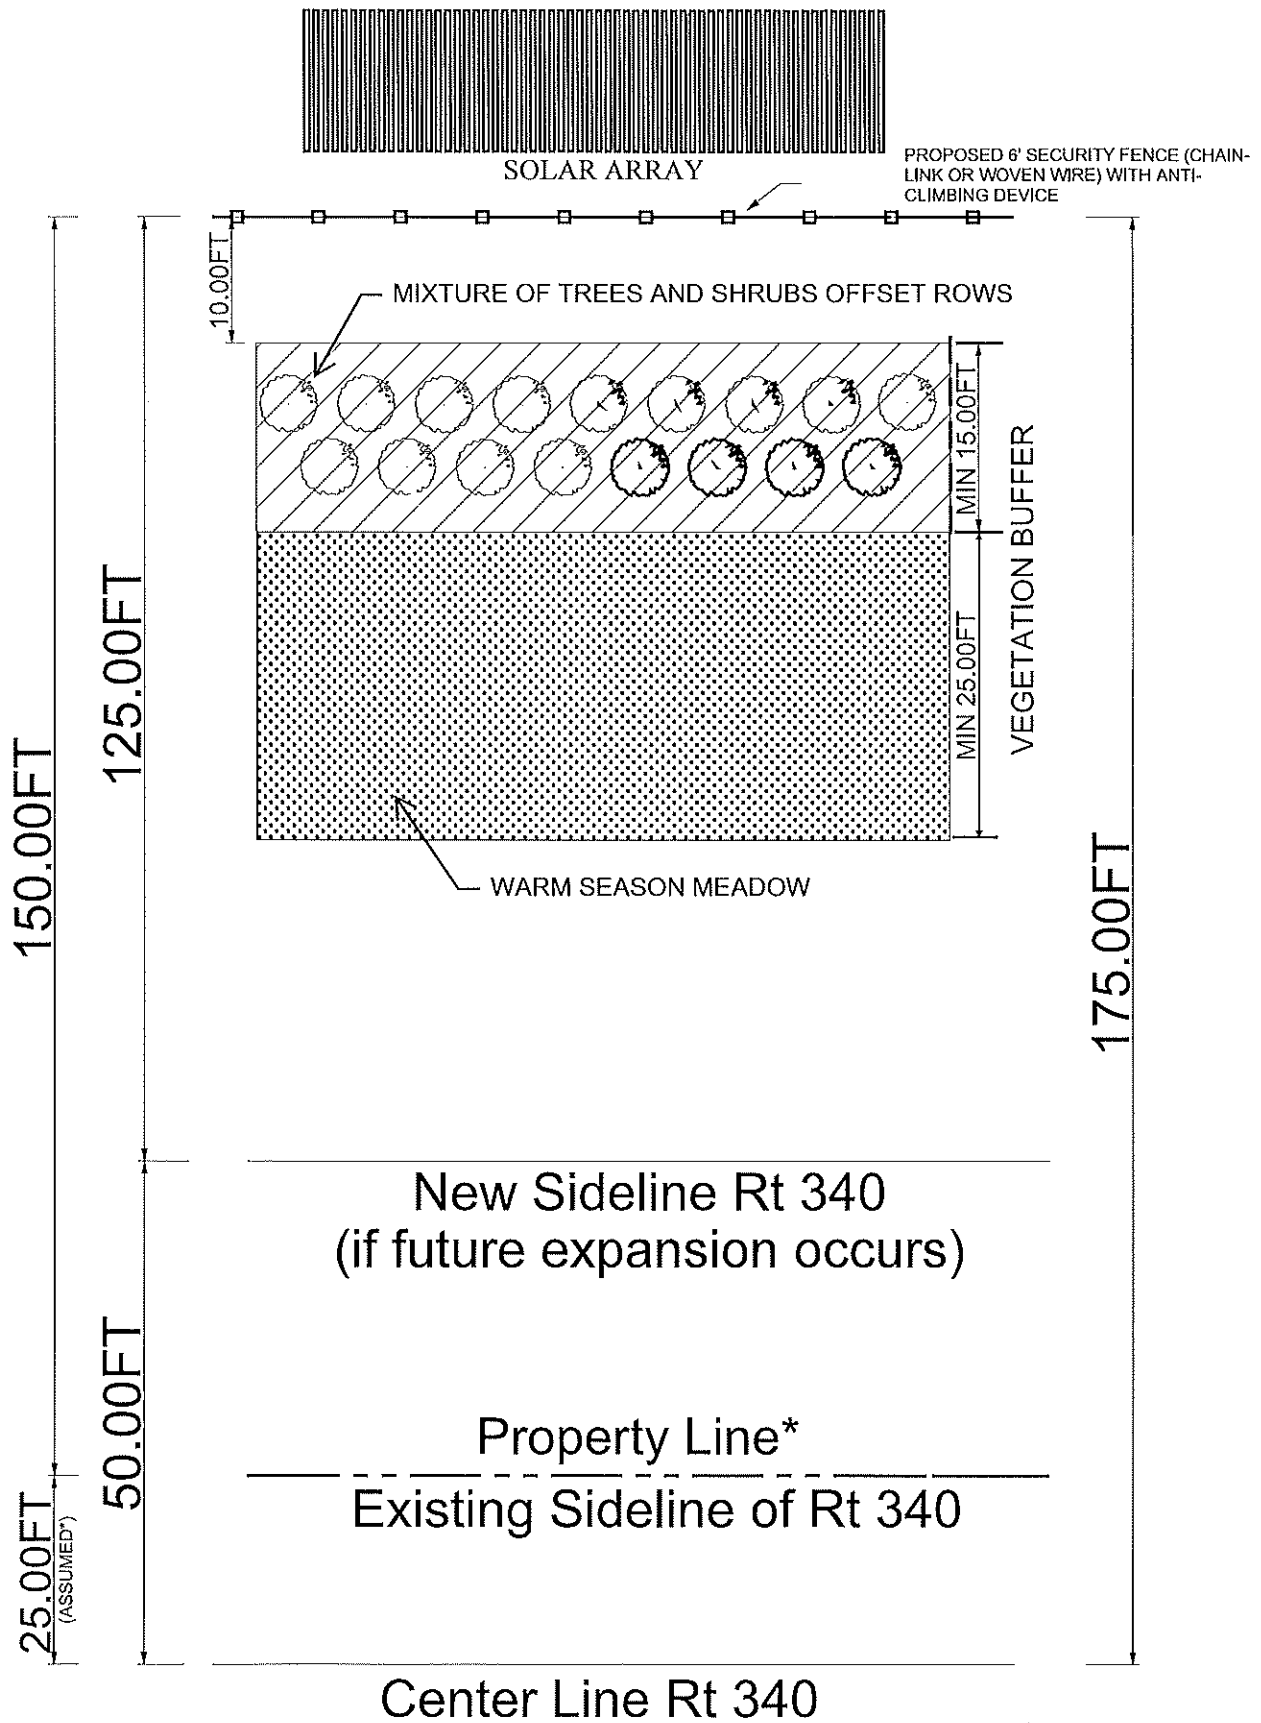 SOLAR ARRAY
PROPOSED 6' SECURITY FENCE (CHAIN-
LINK OR WOVEN WIRE) WITH ANTI-
CLIMBING DEVICE
10.00FT
MIXTURE OF TREES AND SHRUBS OFFSET ROWS
MIN 15.00FT
MIN 25.00FT
VEGETATION BUFFER
125.00FT
150.00FT
175.00FT
WARM SEASON MEADOW
New Sideline Rt 340
(if future expansion occurs)
50.00FT
Property Line*
Existing Sideline of Rt 340
25.00FT
(ASSUMED*)
Center Line Rt 340